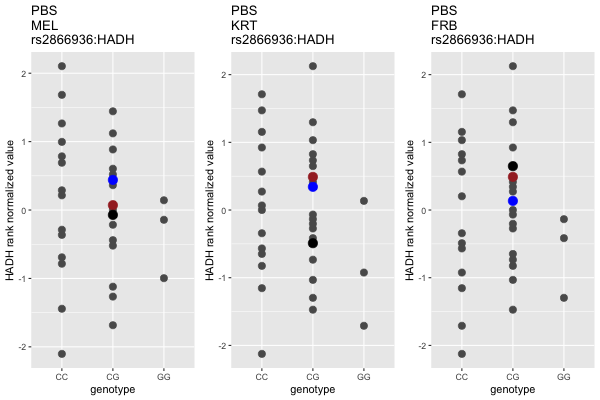 PBS
MEL
rs2866936:HADH
HADH rank normalized value
2
1
0
-1
-2
CC
CG
GG
genotype
PBS
KRT
rs2866936:HADH
HADH rank normalized value
2
1
0
-1
-2
CC
CG
GG
genotype
PBS
FRB
rs2866936:HADH
HADH rank normalized value
2
1
0
-1
-2
CC
CG
GG
genotype